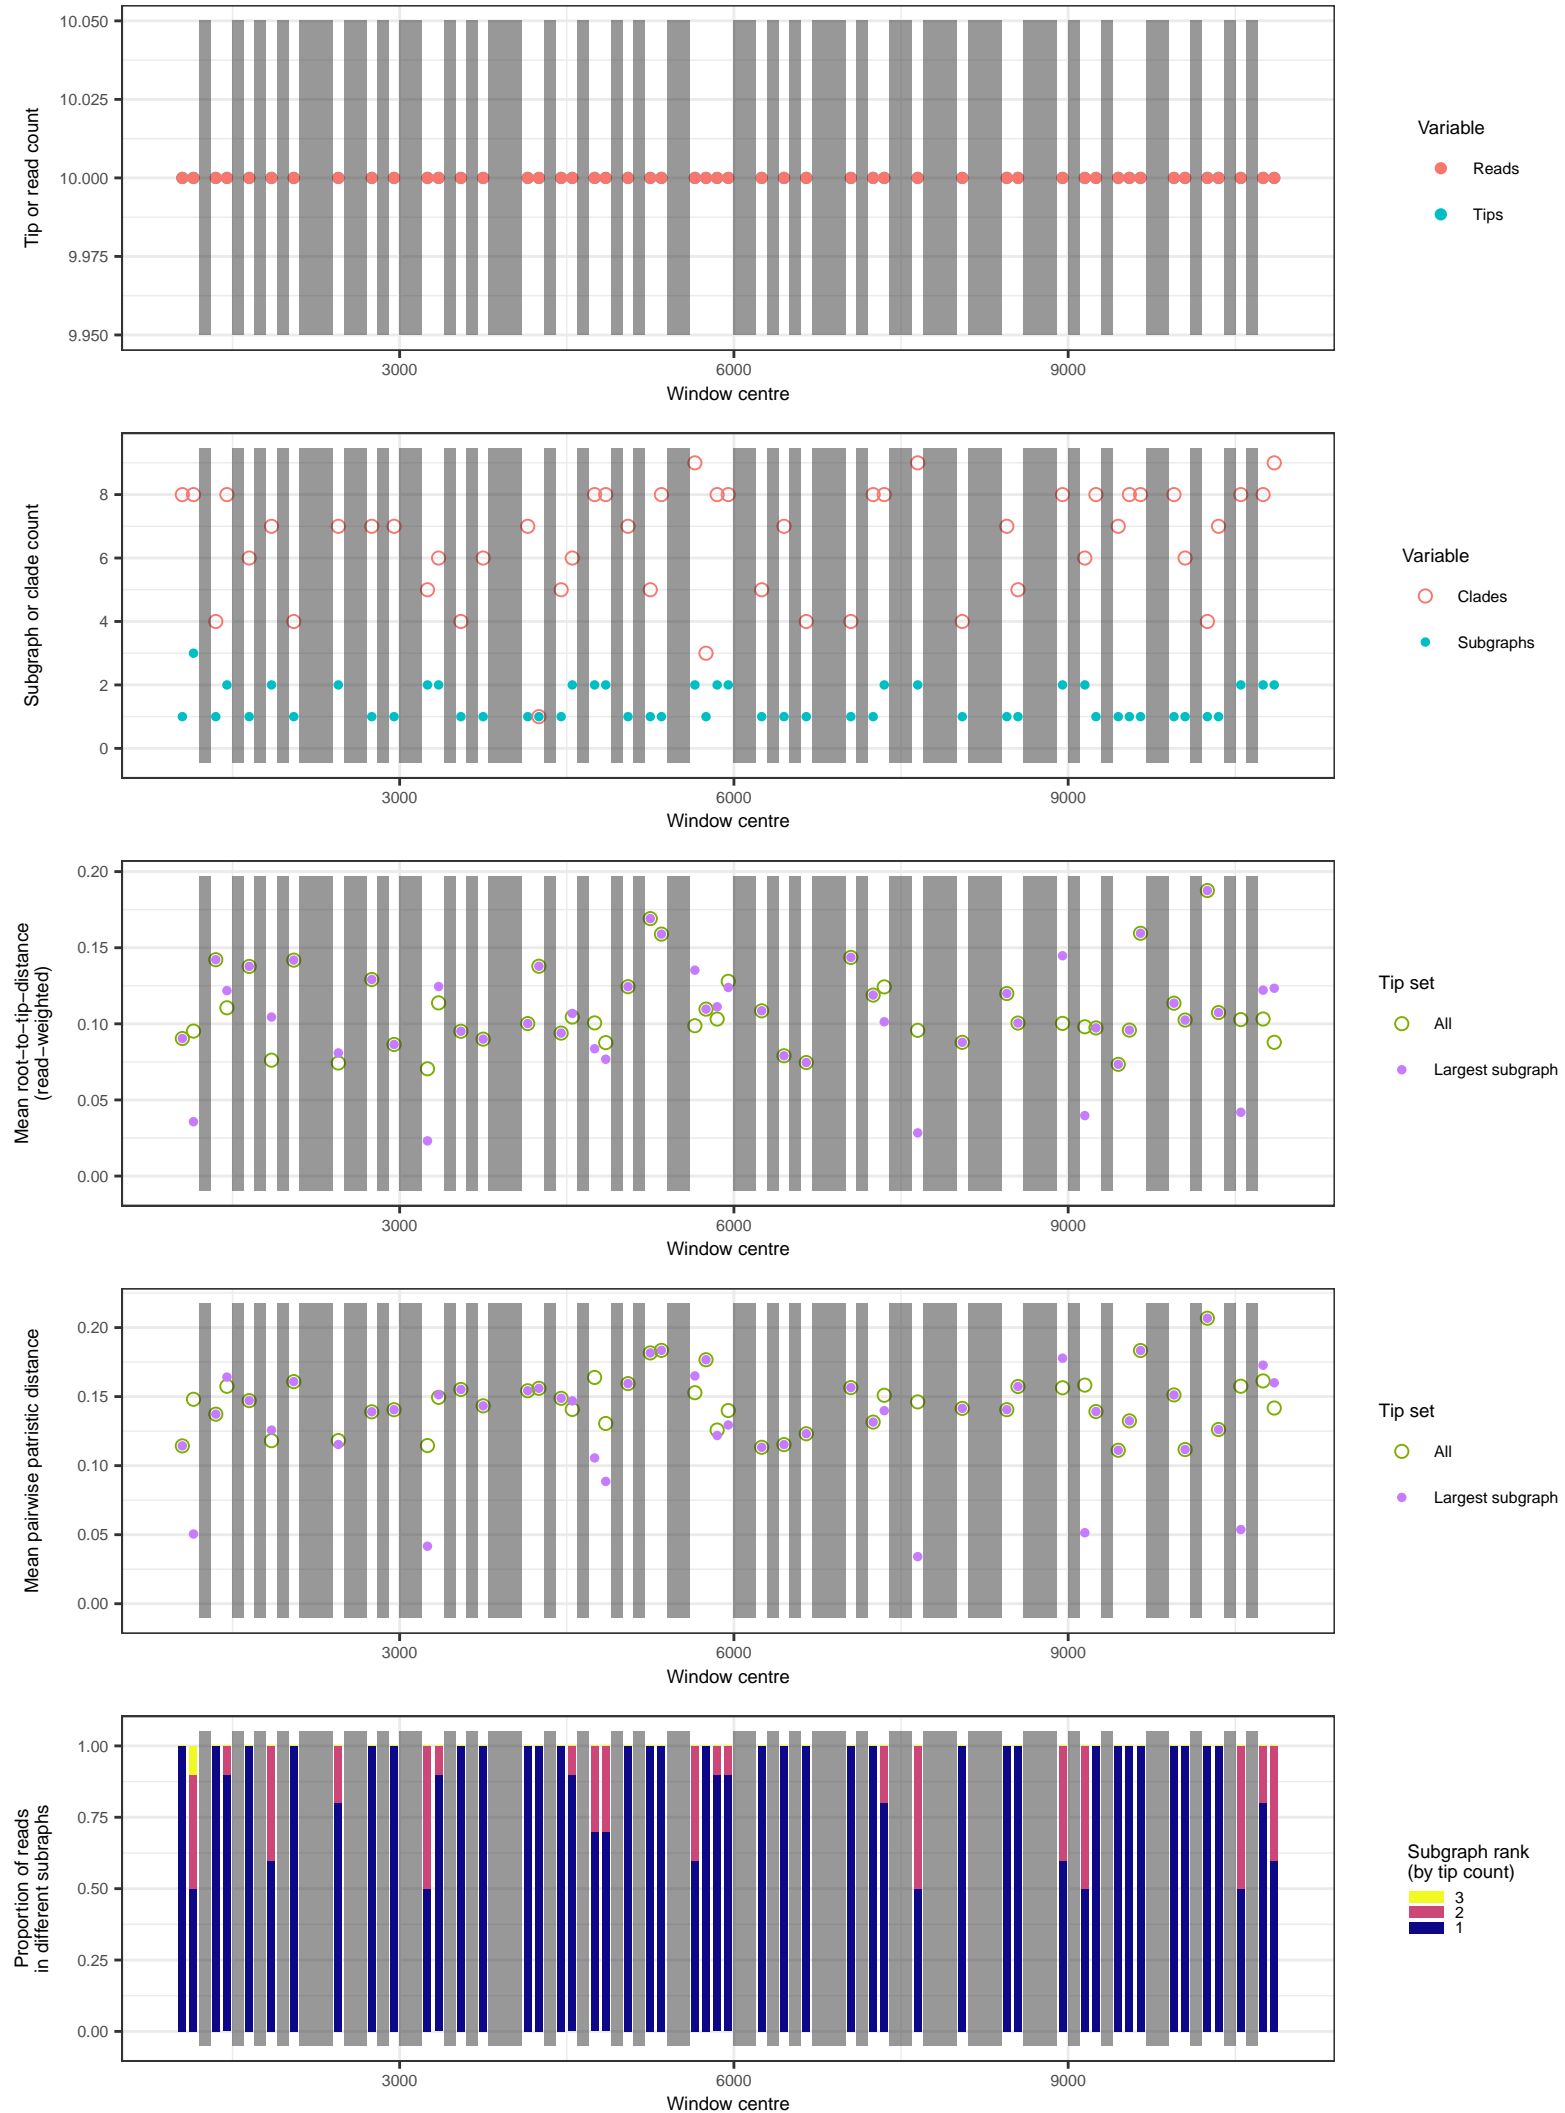 10.050
10.025
10.000
9.975
9.950
Tip or read count
3000
6000
9000
Window centre
Variable
Reads
Tips
8
6
4
2
0
Subgraph or clade count
3000
6000
9000
Window centre
Variable
Clades
Subgraphs
0.20
0.15
0.10
0.05
0.00
Mean root−to−tip−distance
(read−weighted)
3000
6000
9000
Window centre
Tip set
All
Largest subgraph
0.20
0.15
0.10
0.05
0.00
Mean pairwise patristic distance
3000
6000
9000
Window centre
Tip set
All
Largest subgraph
1.00
0.75
0.50
0.25
0.00
Proportion of reads
in different subraphs
3000
6000
9000
Window centre
Subgraph rank
(by tip count)
3
2
1